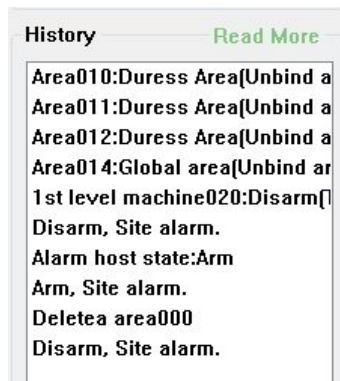 History
Read More
Area010:Duress Area(Unbind a
Area011:Duress Area(Unbind a
Area012:Duress Area(Unbind a
Area014:Global area(Unbind ar
1st level machine020:Disarm(
Disarm, Site alarm.
Alarm host state:Arm
Arm, Site alarm.
Deletea area000
Disarm, Site alarm.